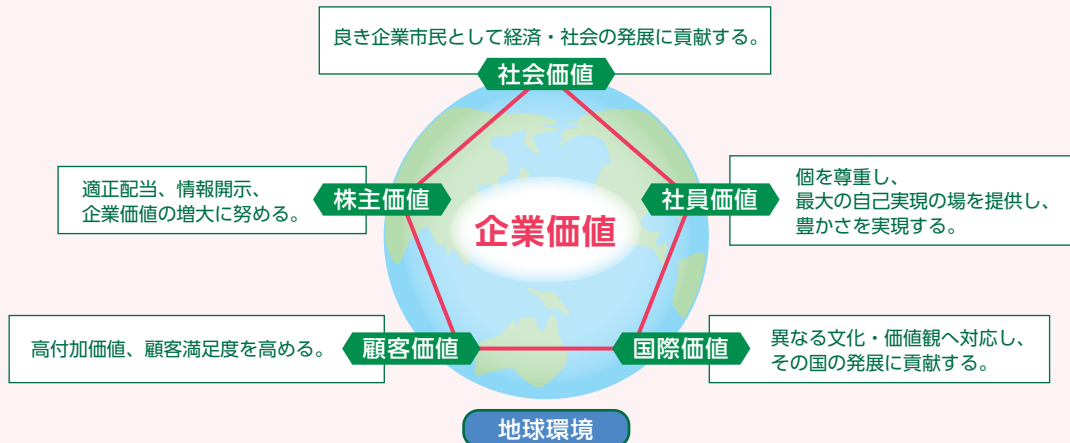 良き企業市民として経済・社会の発展に貢献する。
社会価値
適正配当、情報開示、
企業価値の増大に努める。
株主価値
社員価値
個を尊重し、
最大の自己実現の場を提供し、
豊かさを実現する。
企業価値
高付加価値、顧客満足度を高める。
顧客価値
国際価値
異なる文化・価値観へ対応し、
その国の発展に貢献する。
地球環境